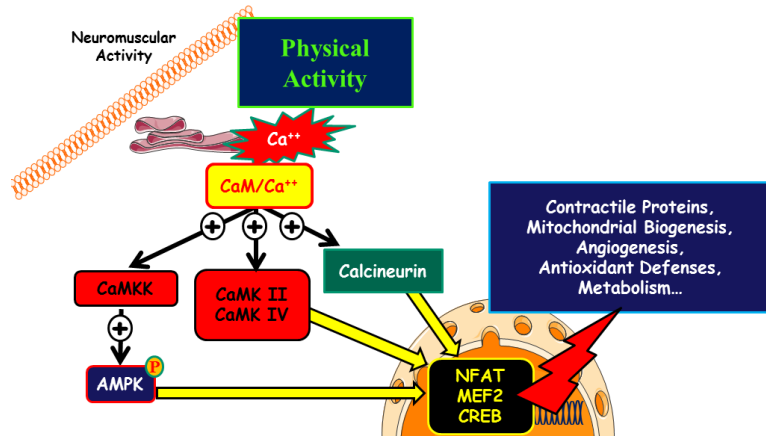 Neuromuscular
Activity
Physical
Activity
Ca++
CaM/Ca++
+
+
+
CaMKK
CaMK II
CaMK IV
Calcineurin
+
AMPK
P
NFAT
MEF2
CREB
Contractile Proteins,
Mitochondrial Biogenesis,
Angiogenesis,
Antioxidant Defenses,
Metabolism…